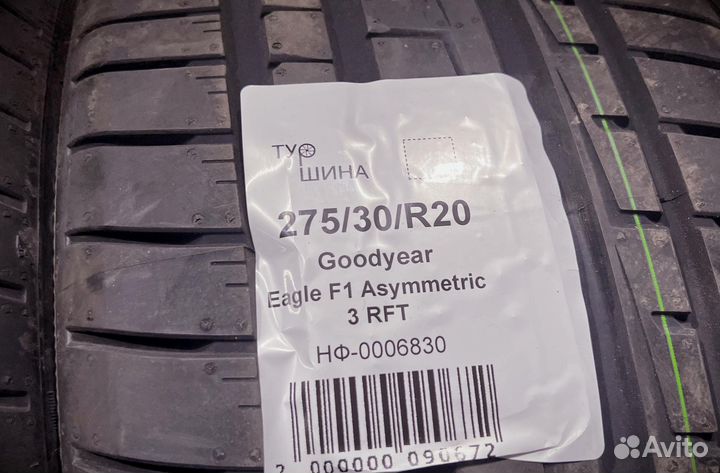 ТУР
ШИНА
275/30/R20
Goodyear
Eagle F1 Asymmetric
3 RFT
НФ-0006830
2 000000 090672
Avito